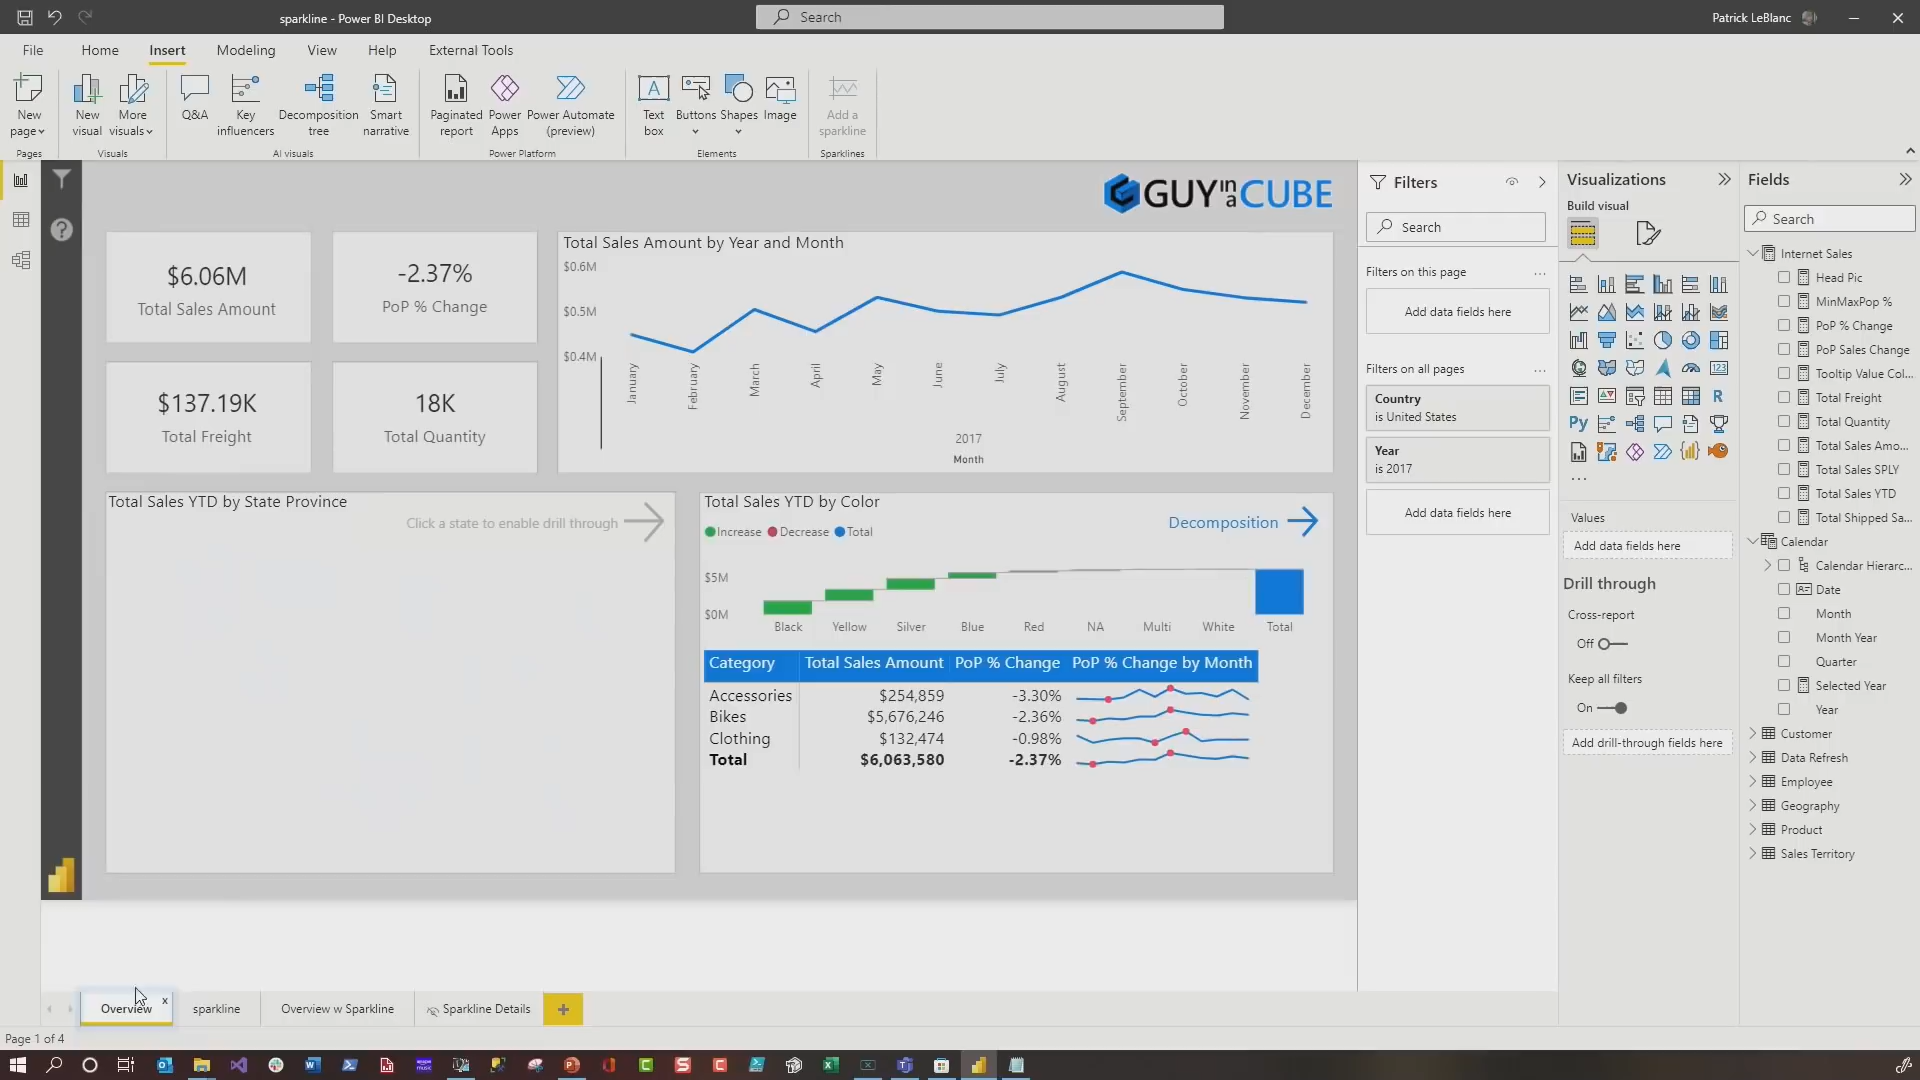 sparkline - Power BI Desktop
Search
Patrick LeBlanc
File Home Insert Modeling View Help External Tools
New page
New visual
More visuals
Q&A
Key influencers
Decomposition tree
Smart narrative
Paginated report
Power Apps
Power Automate (preview)
Text box
Buttons
Shapes
Image
Add a sparkline
Pages
Visuals
AI visuals
Power Platform
Elements
Sparklines
GUY in a CUBE
$6.06M
Total Sales Amount
-2.37%
PoP % Change
$137.19K
Total Freight
18K
Total Quantity
Total Sales Amount by Year and Month
$0.6M
$0.5M
$0.4M
January February March April May June July August September October November December
2017
Month
Total Sales YTD by State Province
Click a state to enable drill through
Total Sales YTD by Color
Increase Decrease Total
Decomposition
$5M
$0M
Black Yellow Silver Blue Red NA Multi White Total
Category Total Sales Amount PoP % Change PoP % Change by Month
Accessories $254,859 -3.30%
Bikes $5,676,246 -2.36%
Clothing $132,474 -0.98%
Total $6,063,580 -2.37%
Filters
Search
Filters on this page
...
Add data fields here
Filters on all pages
...
Country
is United States
Year
is 2017
Add data fields here
Visualizations
Build visual
123
R
Py
...
Values
Add data fields here
Drill through
Cross-report
Off
Keep all filters
On
Add drill-through fields here
Fields
Search
Internet Sales
Head Pic
MinMaxPop %
PoP % Change
PoP Sales Change
Tooltip Value Col...
Total Freight
Total Quantity
Total Sales Amo...
Total Sales SPLY
Total Sales YTD
Total Shipped Sa...
Calendar
Calendar Hierarc...
Date
Month
Month Year
Quarter
Selected Year
Year
Customer
Data Refresh
Employee
Geography
Product
Sales Territory
Overview x
sparkline
Overview w Sparkline
Sparkline Details
+
Page 1 of 4